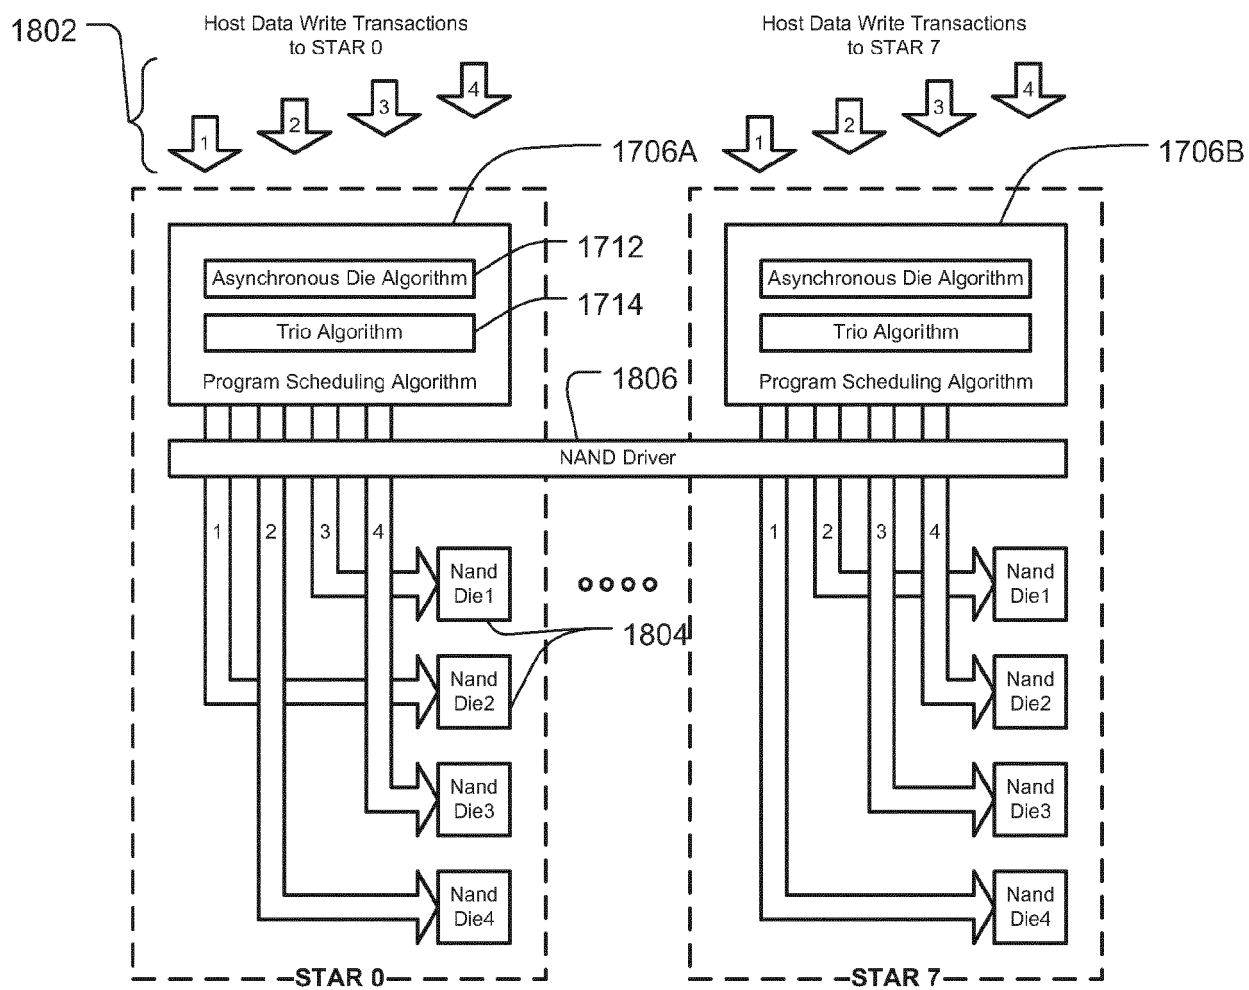 1802
Host Data Write Transactions
to STAR 0
Host Data Write Transactions
to STAR 7
1
2
3
4
1
2
3
4
1706A
1706B
Asynchronous Die Algorithm
Trio Algorithm
Program Scheduling Algorithm
1712
1714
Asynchronous Die Algorithm
Trio Algorithm
Program Scheduling Algorithm
1806
NAND Driver
1
2
3
4
1
2
3
4
Nand
Die1
Nand
Die2
Nand
Die3
Nand
Die4
1804
Nand
Die1
Nand
Die2
Nand
Die3
Nand
Die4
STAR 0
STAR 7